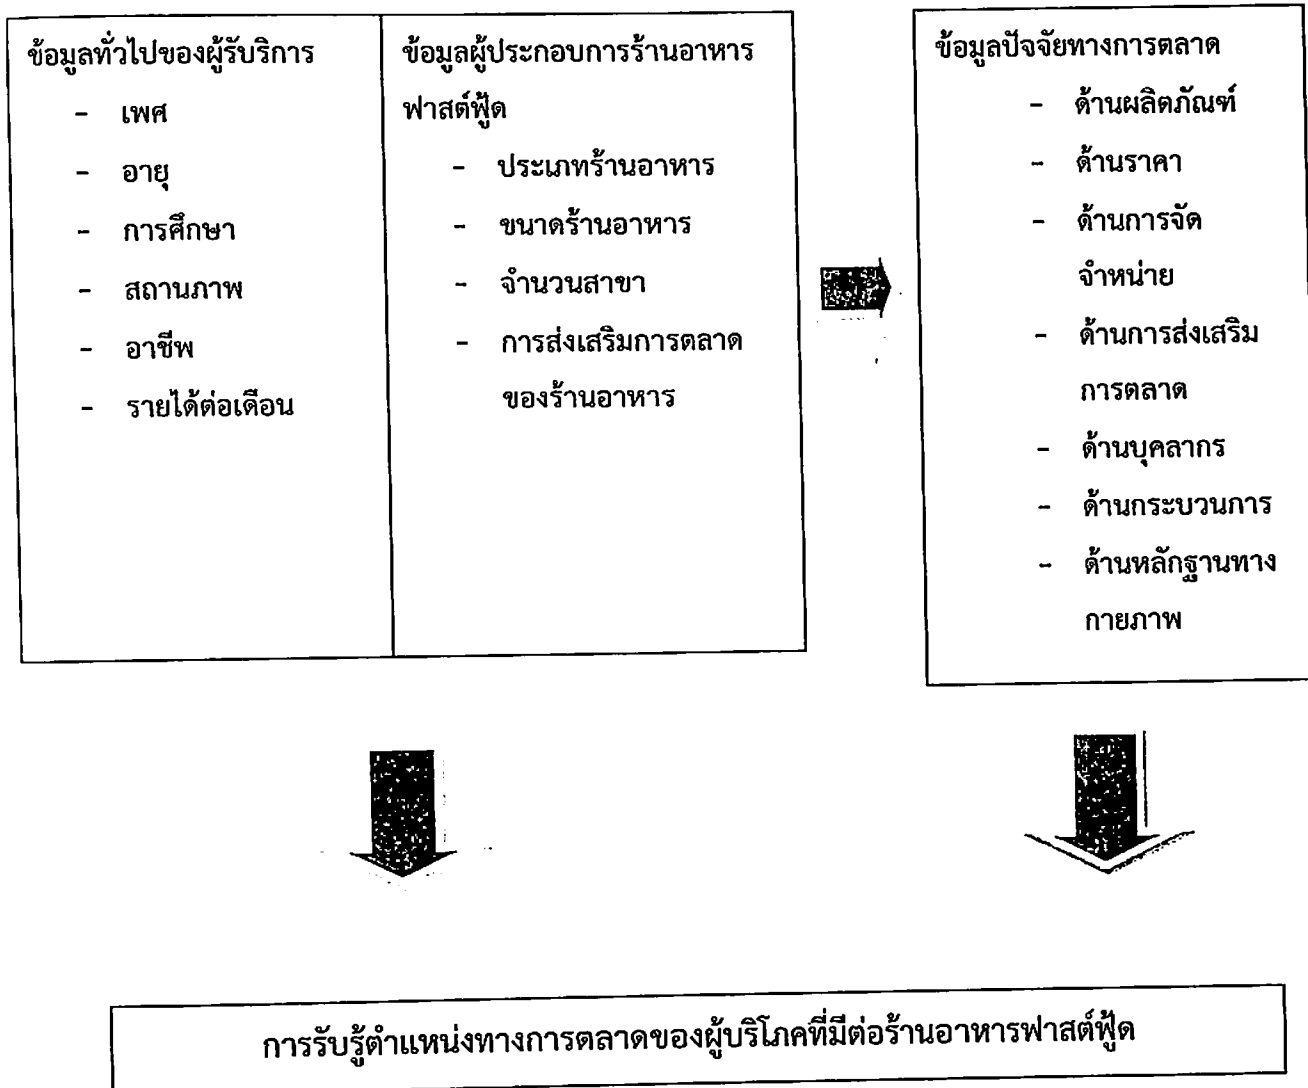 ข้อมูลทั่วไปของผู้รับริการ
- เพศ
- อายุ
- การศึกษา
- สถานภาพ
- อาชีพ
- รายได้ต่อเดือน
ข้อมูลผู้ประกอบการร้านอาหาร
ฟาสต์ฟู้ด
- ประเภทร้านอาหาร
- ขนาดร้านอาหาร
- จำนวนสาขา
- การส่งเสริมการตลาด
ของร้านอาหาร
ข้อมูลปัจจัยทางการตลาด
- ด้านผลิตภัณฑ์
- ด้านราคา
- ด้านการจัด
จำหน่าย
- ด้านการส่งเสริม
การตลาด
- ด้านบุคลากร
- ด้านกระบวนการ
- ด้านหลักฐานทาง
กายภาพ
การรับรู้ตำแหน่งทางการตลาดของผู้บริโภคที่มีต่อร้านอาหารฟาสต์ฟู้ด